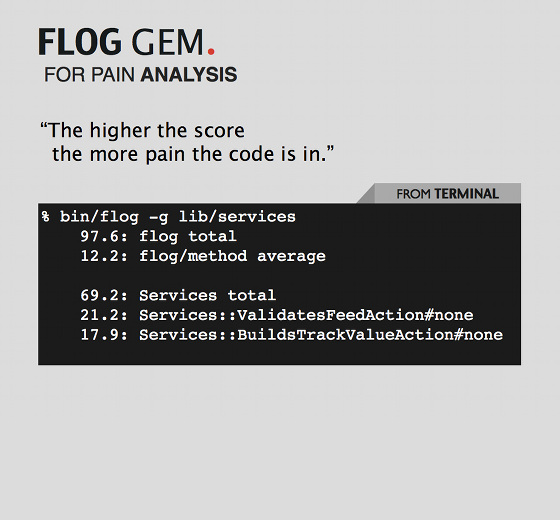 FLOG GEM.
FOR PAIN ANALYSIS
“The higher the score
the more pain the code is in.”
FROM TERMINAL
% bin/flog -g lib/services
97.6: flog total
12.2: flog/method average
69.2: Services total
21.2: Services::ValidatesFeedAction#none
17.9: Services::BuildsTrackValueAction#none